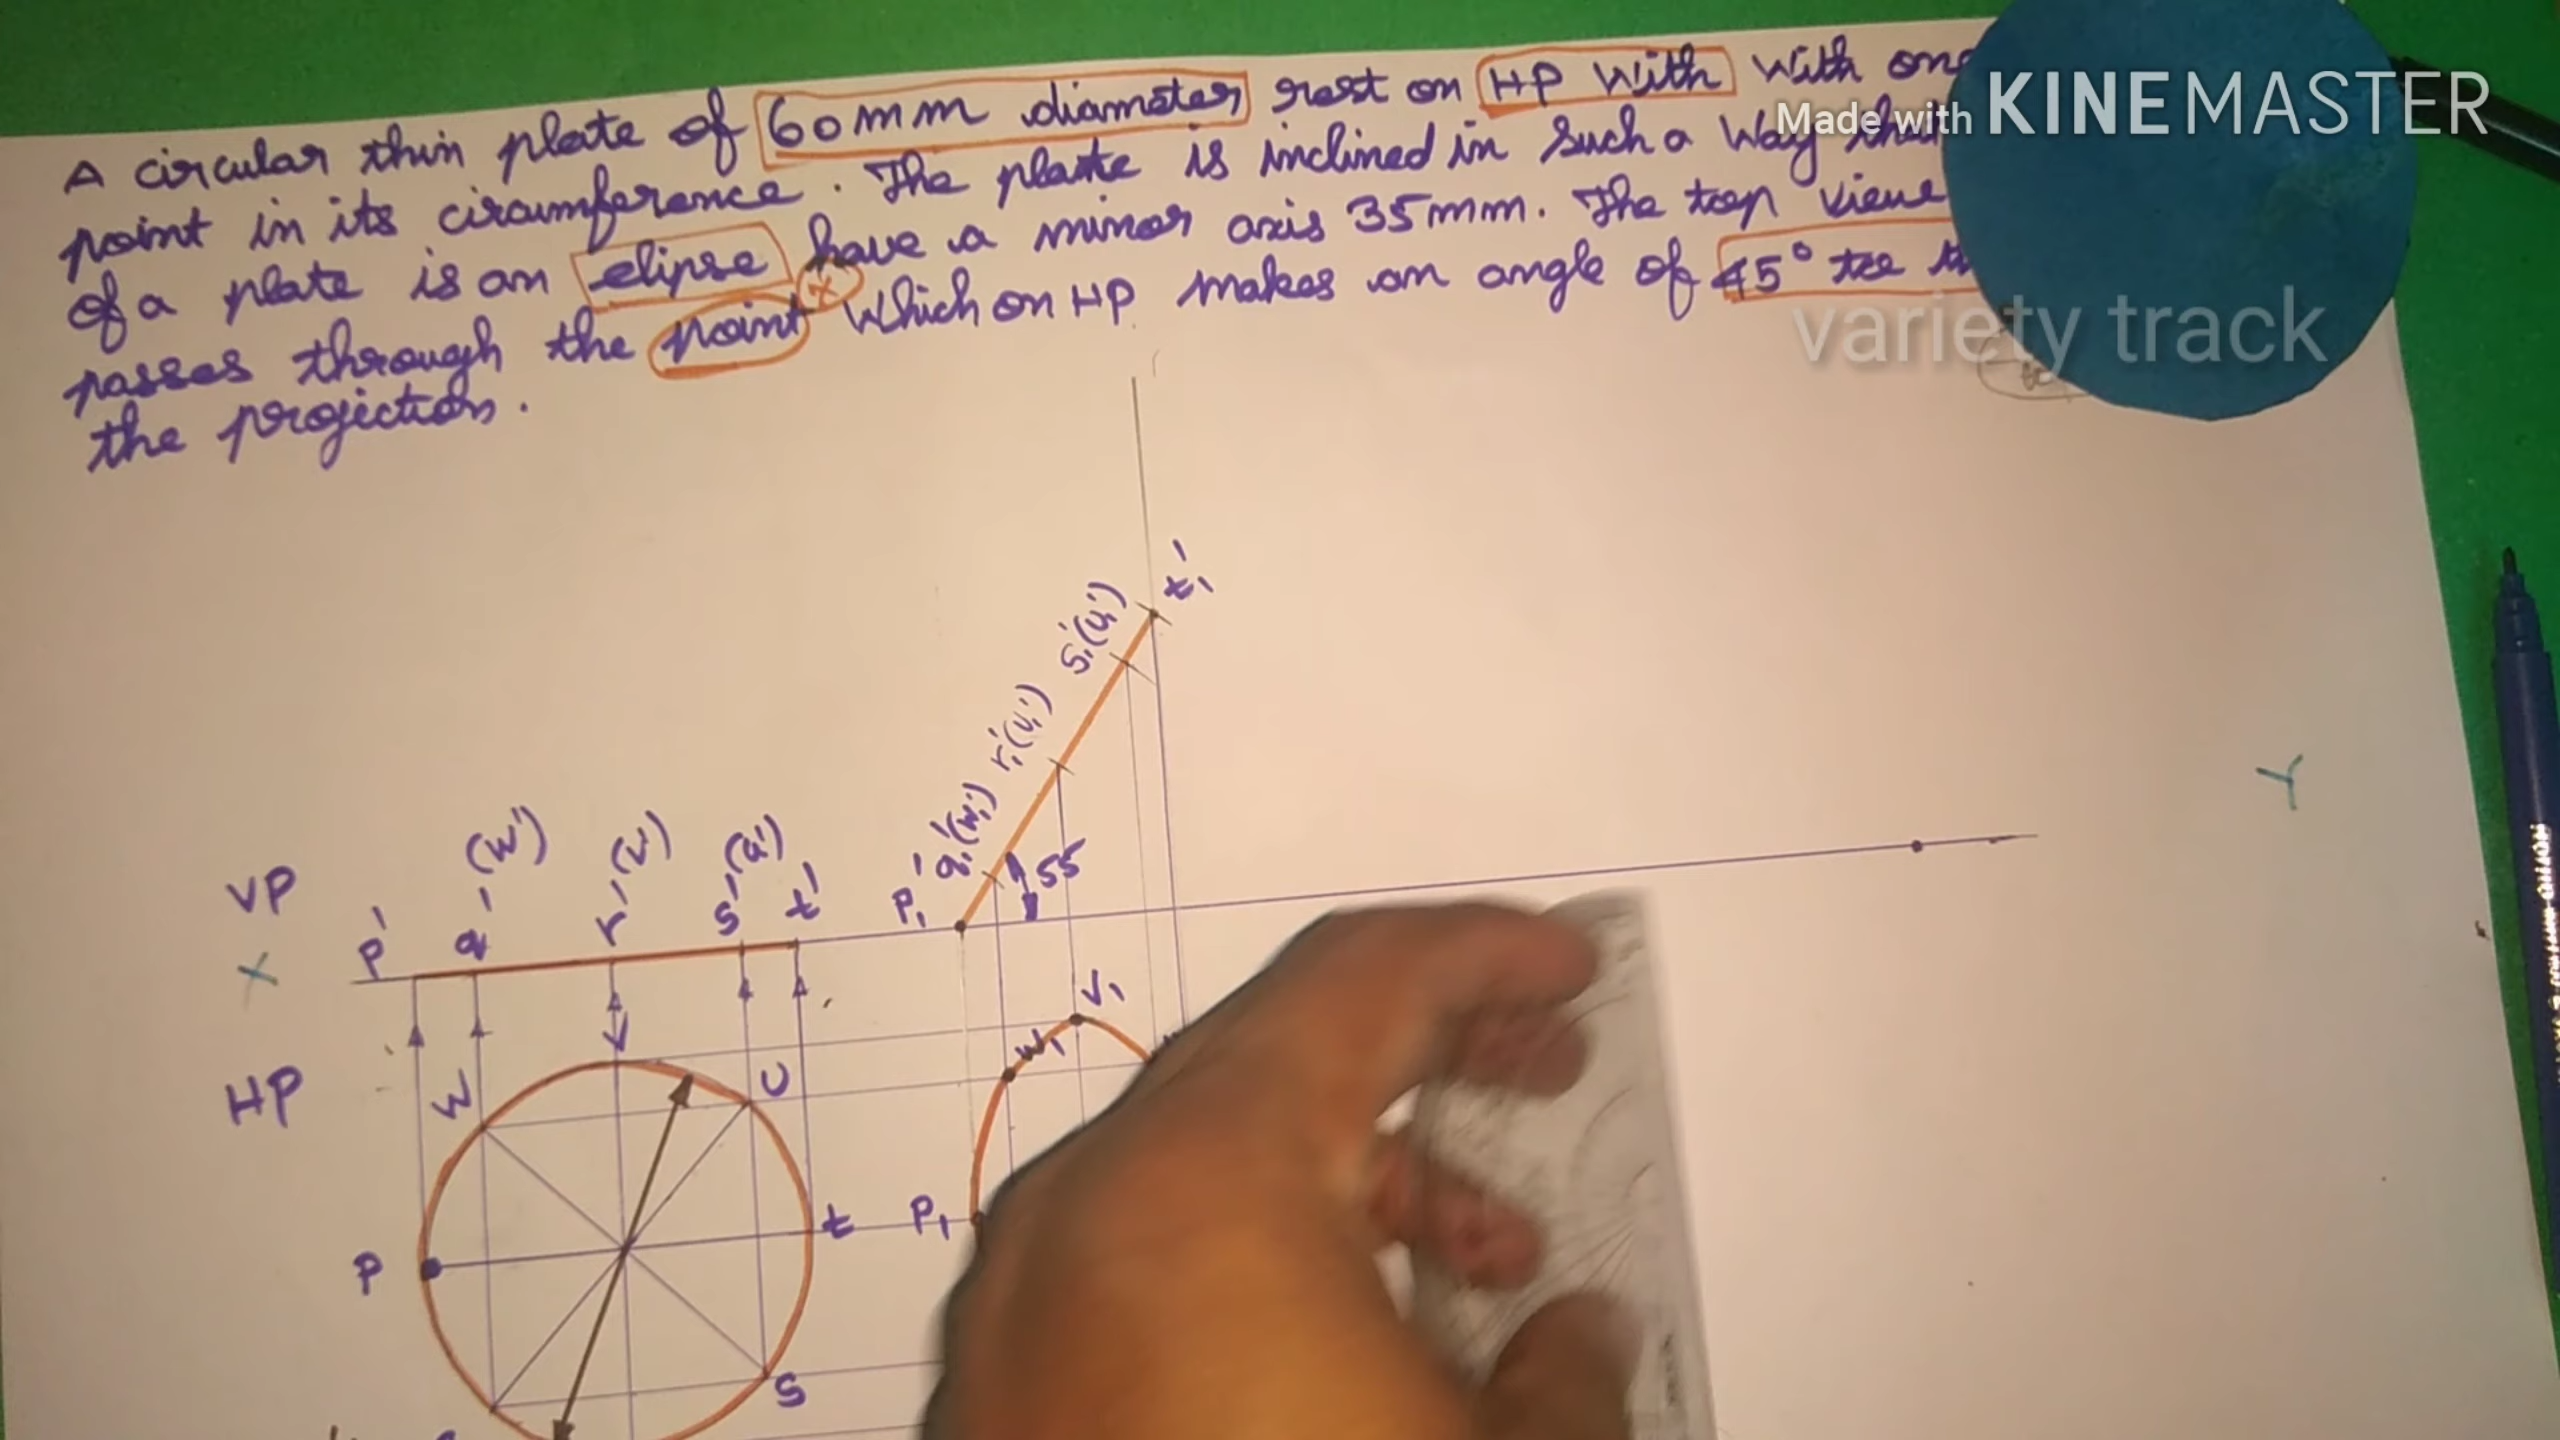 A circular thin plate of 60 mm diameter rest on HP with with one
point in its circumference. The plate is inclined in such a way that
of a plate is an elipse have a minor axis 35mm. The top view
passes through the point which on HP makes an angle of 45°
the projection.
x
Made with KINEMASTER
variety track
t₁'
s₁'(u₁')
r₁'(v₁')
q₁'(w₁')
p₁'
55
Y
VP
X
HP
p' q'(w') r'(v') s'(u') t'
V
W
U
P
t
S
V₁
W₁
P₁